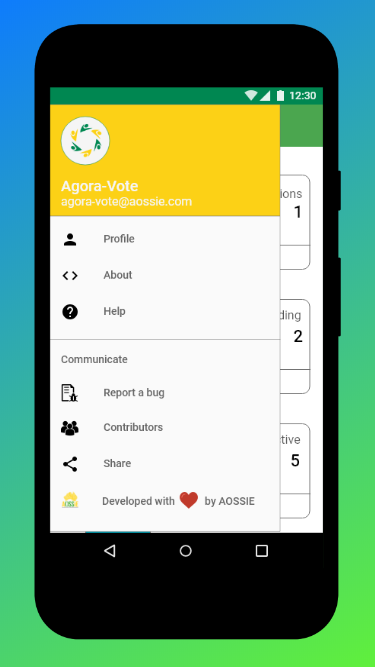 12:30
Agora-Vote
agora-vote@aossie.com
ions
1
Profile
About
ding
Help
2
Communicate
Report a bug
Contributors
tive
Share
5
Developed with by AOSSIE